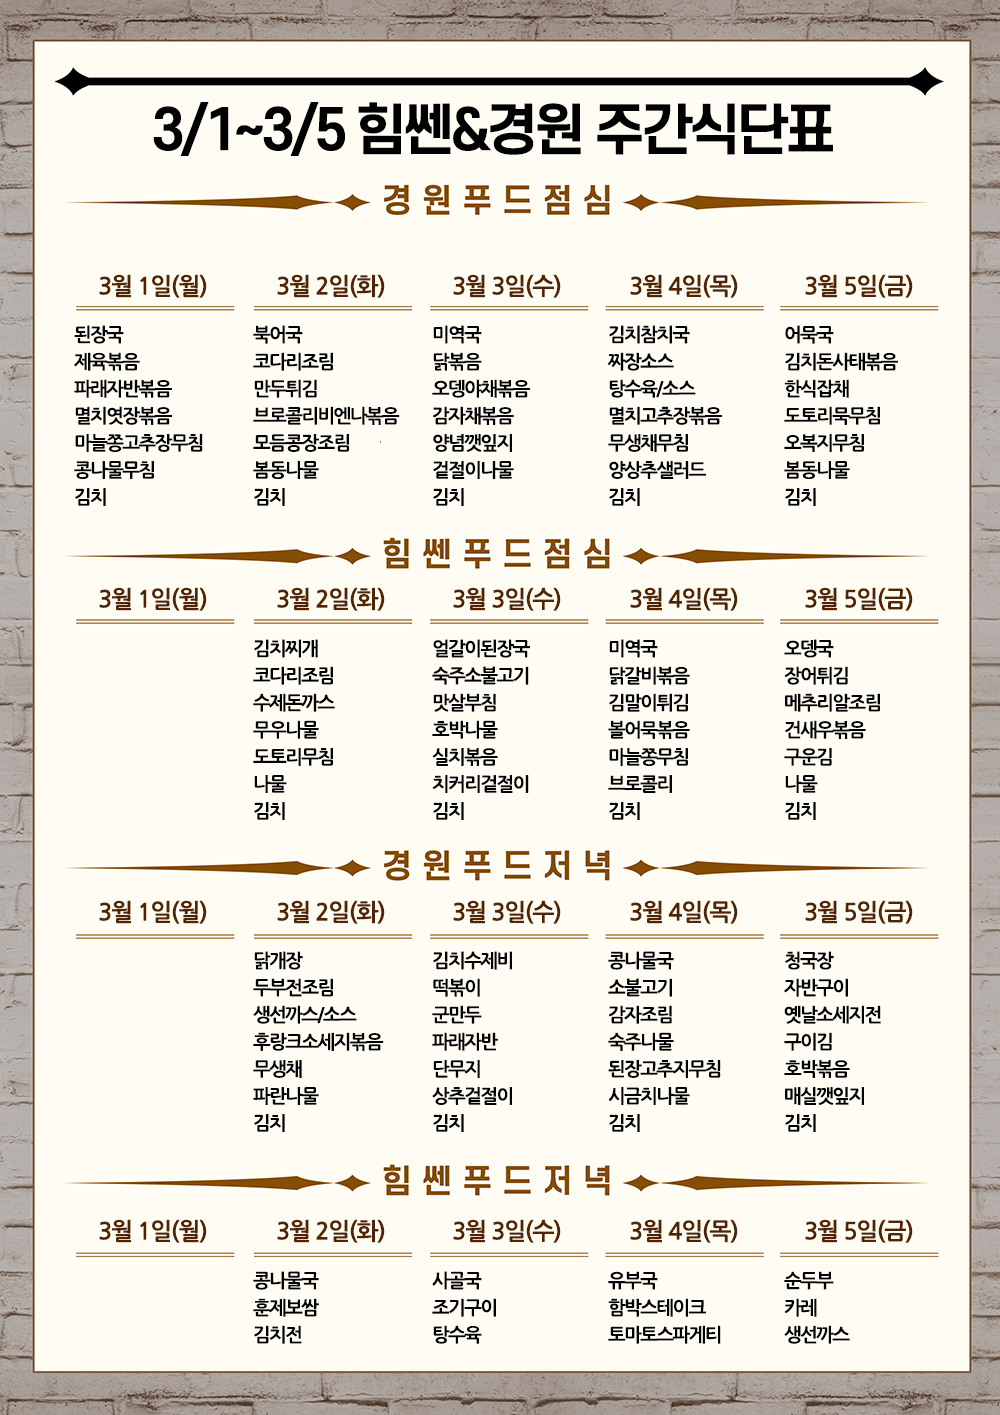 3/1~3/5 힘쎈&경원 주간식단표
경원푸드점심
3월 1일(월) 3월 2일(화) 3월 3일(수) 3월 4일(목) 3월 5일(금)
된장국 북어국 미역국 김치참치국 어묵국
제육볶음 코다리조림 닭볶음 짜장소스 김치돈사태볶음
파래자반볶음 만두튀김 오뎅야채볶음 탕수육/소스 한식잡채
멸치엿장볶음 브로콜리비엔나볶음 감자채볶음 멸치고추장볶음 도토리묵무침
마늘쫑고추장무침 모듬콩장조림 양념깻잎지 무생채무침 오복지무침
콩나물무침 봄동나물 겉절이나물 양상추샐러드 봄동나물
김치 김치 김치 김치 김치
힘쎈푸드점심
3월 1일(월) 3월 2일(화) 3월 3일(수) 3월 4일(목) 3월 5일(금)
김치찌개 얼갈이된장국 미역국 오뎅국
코다리조림 숙주소불고기 닭갈비볶음 장어튀김
수제돈까스 맛살부침 김말이튀김 메추리알조림
무우나물 호박나물 볼어묵볶음 건새우볶음
도토리무침 실치볶음 마늘쫑무침 구운김
나물 치커리겉절이 브로콜리 나물
김치 김치 김치 김치
경원푸드저녁
3월 1일(월) 3월 2일(화) 3월 3일(수) 3월 4일(목) 3월 5일(금)
닭개장 김치수제비 콩나물국 청국장
두부전조림 떡볶이 소불고기 자반구이
생선까스/소스 군만두 감자조림 옛날소세지전
후랑크소세지볶음 파래자반 숙주나물 구이김
무생채 단무지 된장고추지무침 호박볶음
파란나물 상추겉절이 시금치나물 매실깻잎지
김치 김치 김치 김치
힘쎈푸드저녁
3월 1일(월) 3월 2일(화) 3월 3일(수) 3월 4일(목) 3월 5일(금)
콩나물국 사골국 유부국 순두부
훈제보쌈 조기구이 함박스테이크 카레
김치전 탕수육 토마토스파게티 생선까스